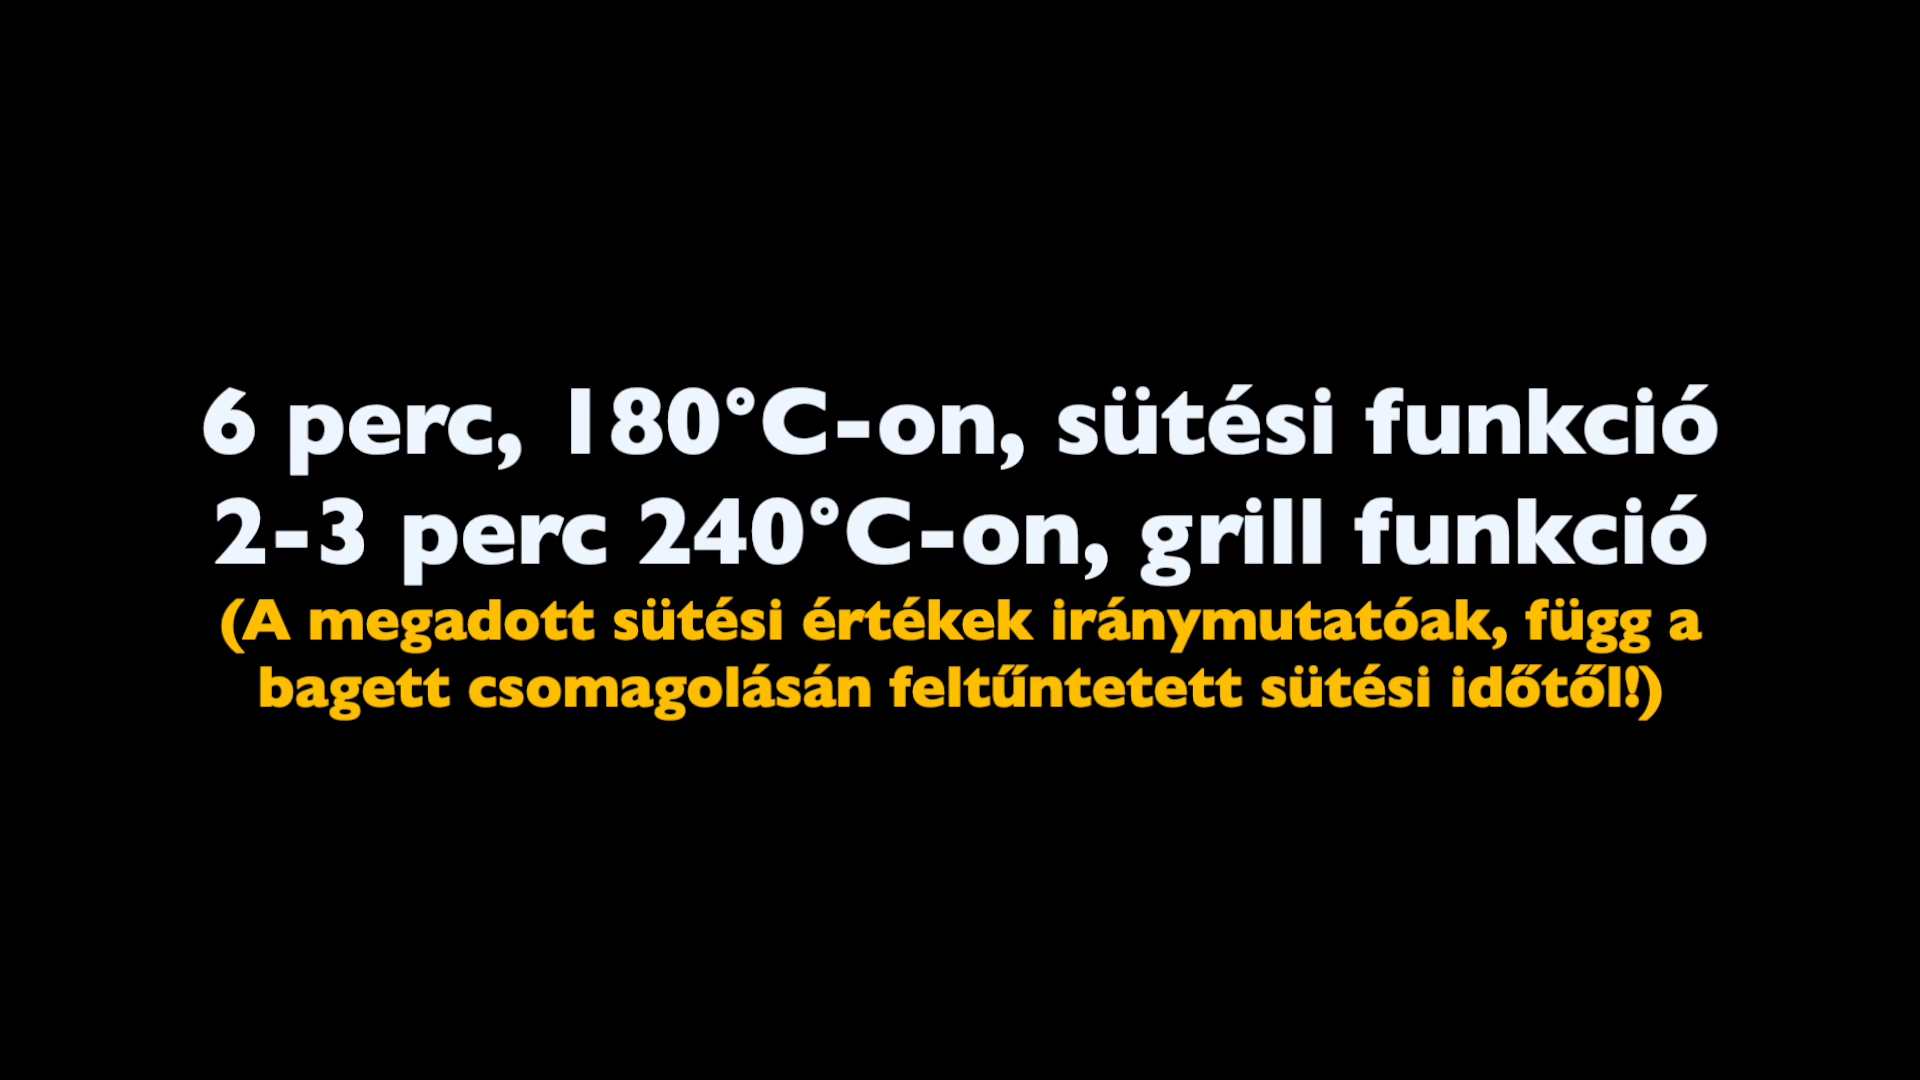 6 perc, 180°C-on, sütési funkció
2-3 perc 240°C-on, grill funkció
(A megadott sütési értékek iránymutatóak, függ a
bagett csomagolásán feltűntetett sütési időtől!)